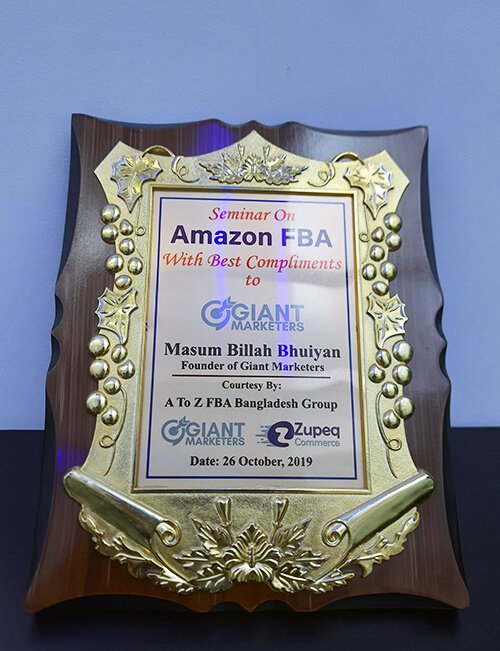 Seminar On
Amazon FBA
With Best Compliments
to
GIANT
MARKETERS
Masum Billah Bhuiyan
Founder of Giant Marketers
Courtesy By:
A To Z FBA Bangladesh Group
GIANT
MARKETERS
Zupeq
Commerce
Date: 26 October, 2019